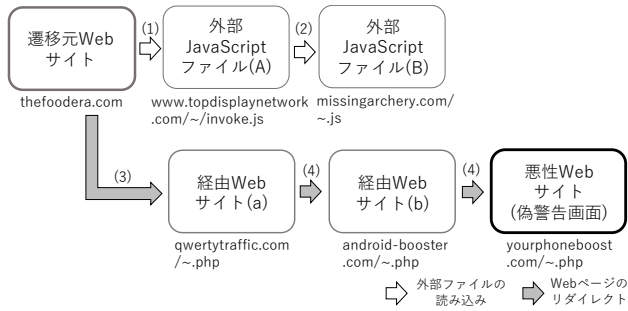 遷移元Web
サイト
(1)
外部
JavaScript
ファイル(A)
(2)
外部
JavaScript
ファイル(B)
thefoodera.com
www.topdisplaynetwork
.com/~/invoke.js
missingarchery.com/
~.js
(3)
経由Web
サイト(a)
(4)
経由Web
サイト(b)
(4)
悪性Web
サイト
(偽警告画面)
qwertytraffic.com
/~.php
android-booster
.com/~.php
yourphoneboost
.com/~.php
外部ファイルの
読み込み
Webページの
リダイレクト